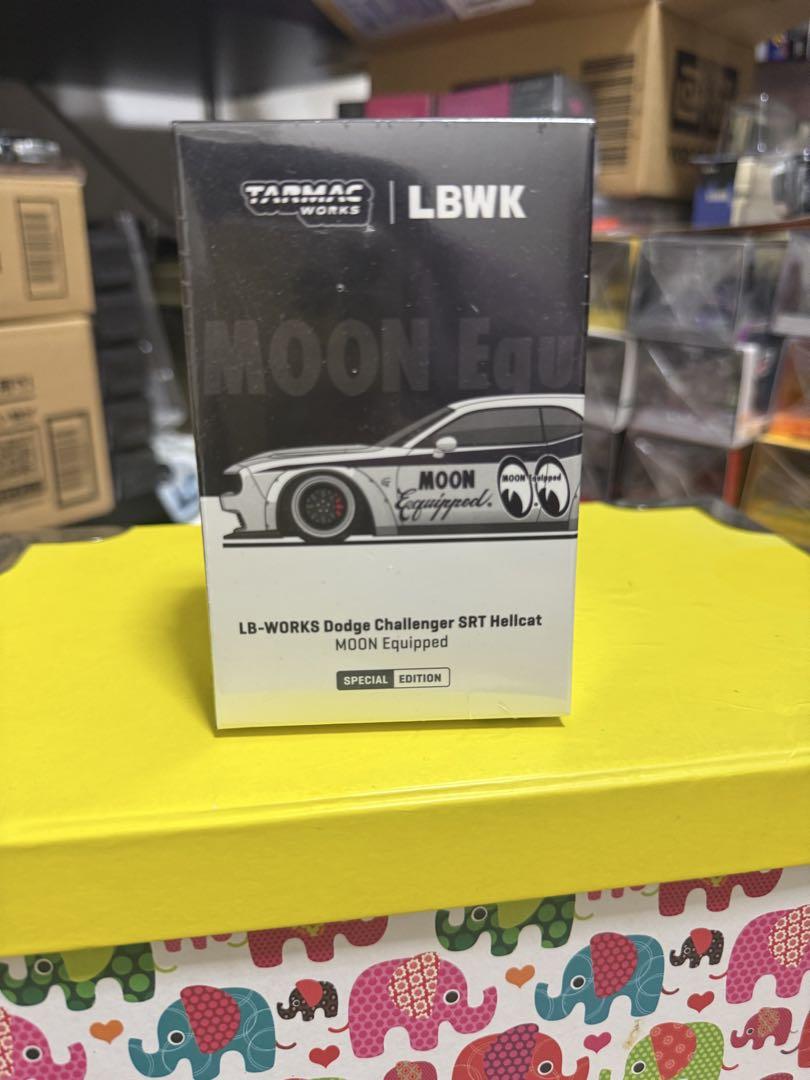 TARMAC WORKS | LBWK
MOON Equ
MOON
Equipped.
MOON Equipped
LB-WORKS Dodge Challenger SRT Hellcat
MOON Equipped
SPECIAL EDITION